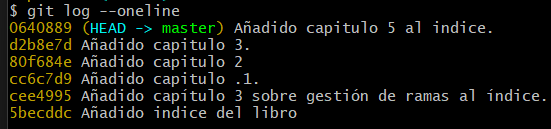 $ git log --oneline
0640889 (HEAD -> master) Añadido capitulo 5 al indice.
d2b8e7d Añadido capitulo 3.
80f684e Añadido capitulo 2
cc6c7d9 Añadido capitulo .1.
cee4995 Añadido capítulo 3 sobre gestión de ramas al índice.
5becddc Añadido indice del libro